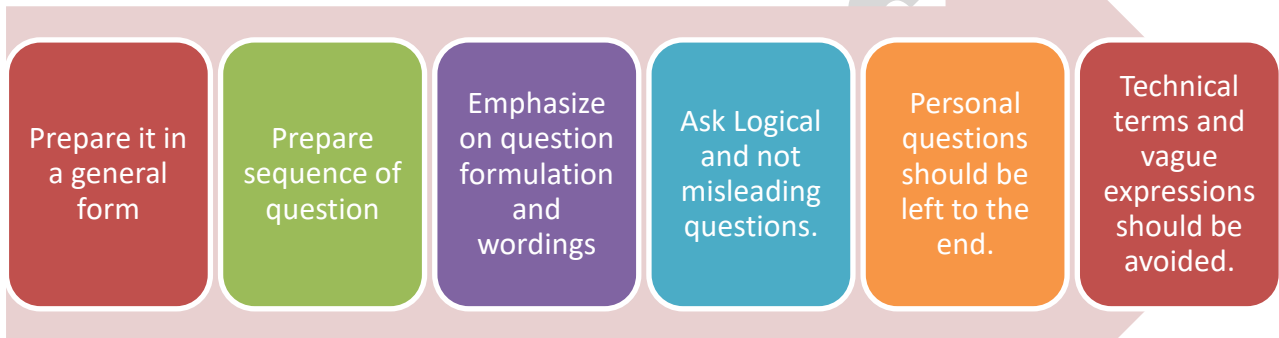 Prepare it in
a general
form
Prepare
sequence of
question
Emphasize
on question
formulation
and
wordings
Ask Logical
and not
misleading
questions.
Personal
questions
should be
left to the
end.
Technical
terms and
vague
expressions
should be
avoided.